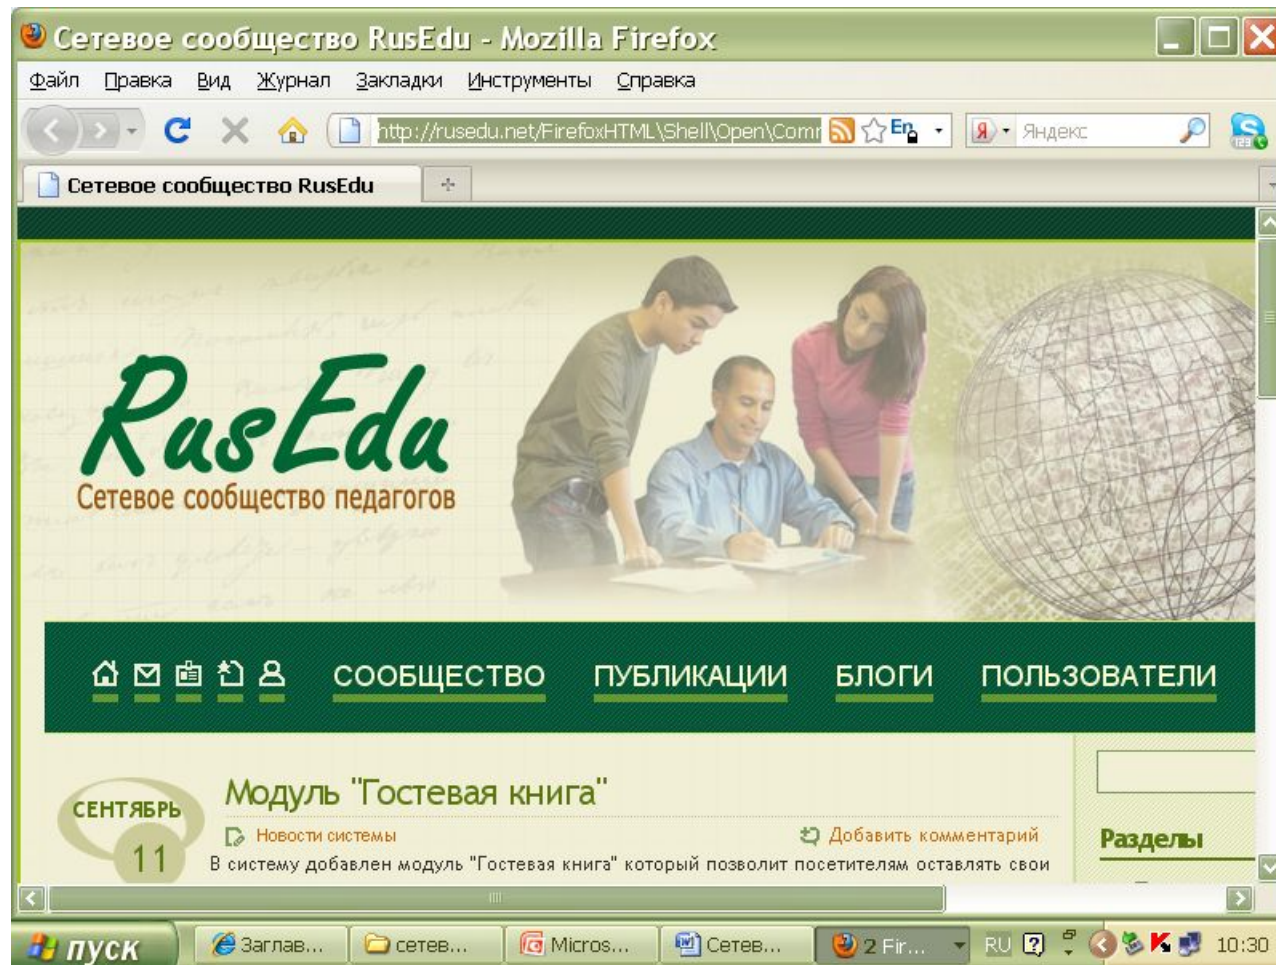 Сетевое сообщество RusEdu - Mozilla Firefox
Файл Правка Вид Журнал Закладки Инструменты Справка
http://rusedu.net/FirefoxHTML\Shell\Open\Comm En Я Яндекс
Сетевое сообщество RusEdu
RusEdu
Сетевое сообщество педагогов
СООБЩЕСТВО ПУБЛИКАЦИИ БЛОГИ ПОЛЬЗОВАТЕЛИ
СЕНТЯБРЬ
11
Модуль "Гостевая книга"
Новости системы Добавить комментарий
В систему добавлен модуль "Гостевая книга" который позволит посетителям оставлять свои
Разделы
пуск Заглав... сетев... Micros... Сетев... 2 Fir... RU 10:30